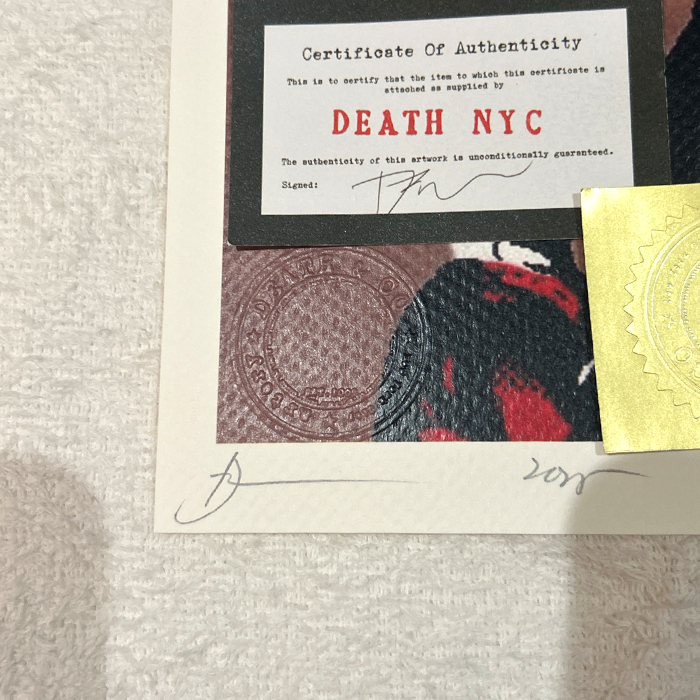 Certificate Of Authenticity
This is to certify that the item to which this certificate is
attached as supplied by
DEATH NYC
The authenticity of this artwork is unconditionally guaranteed.
Signed: